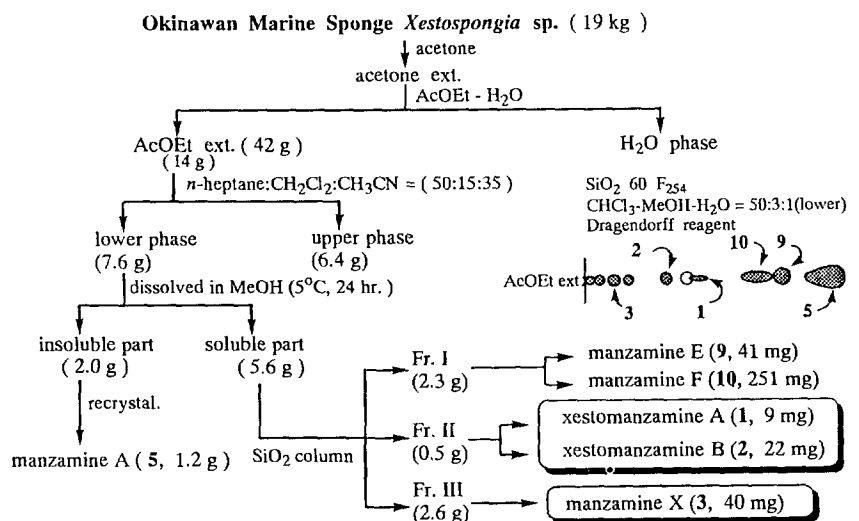 Okinawan Marine Sponge Xestospongia sp. ( 19 kg )
acetone
acetone ext.
AcOEt - H2O
AcOEt ext. ( 42 g )
( 14 g )
H2O phase
n-heptane:CH2Cl2:CH3CN = ( 50:15:35 )
SiO2 60 F254
CHCl3-MeOH-H2O = 50:3:1(lower)
Dragendorff reagent
lower phase
(7.6 g)
upper phase
(6.4 g)
2
10
9
AcOEt ext
3
1
5
dissolved in MeOH (5°C, 24 hr. )
insoluble part
( 2.0 g )
soluble part
( 5.6 g )
Fr. I
(2.3 g)
manzamine E (9, 41 mg)
manzamine F (10, 251 mg)
recrystal.
Fr. II
(0.5 g)
xestomanzamine A (1, 9 mg)
xestomanzamine B (2, 22 mg)
manzamine A ( 5, 1.2 g )
SiO2 column
Fr. III
(2.6 g)
manzamine X (3, 40 mg)